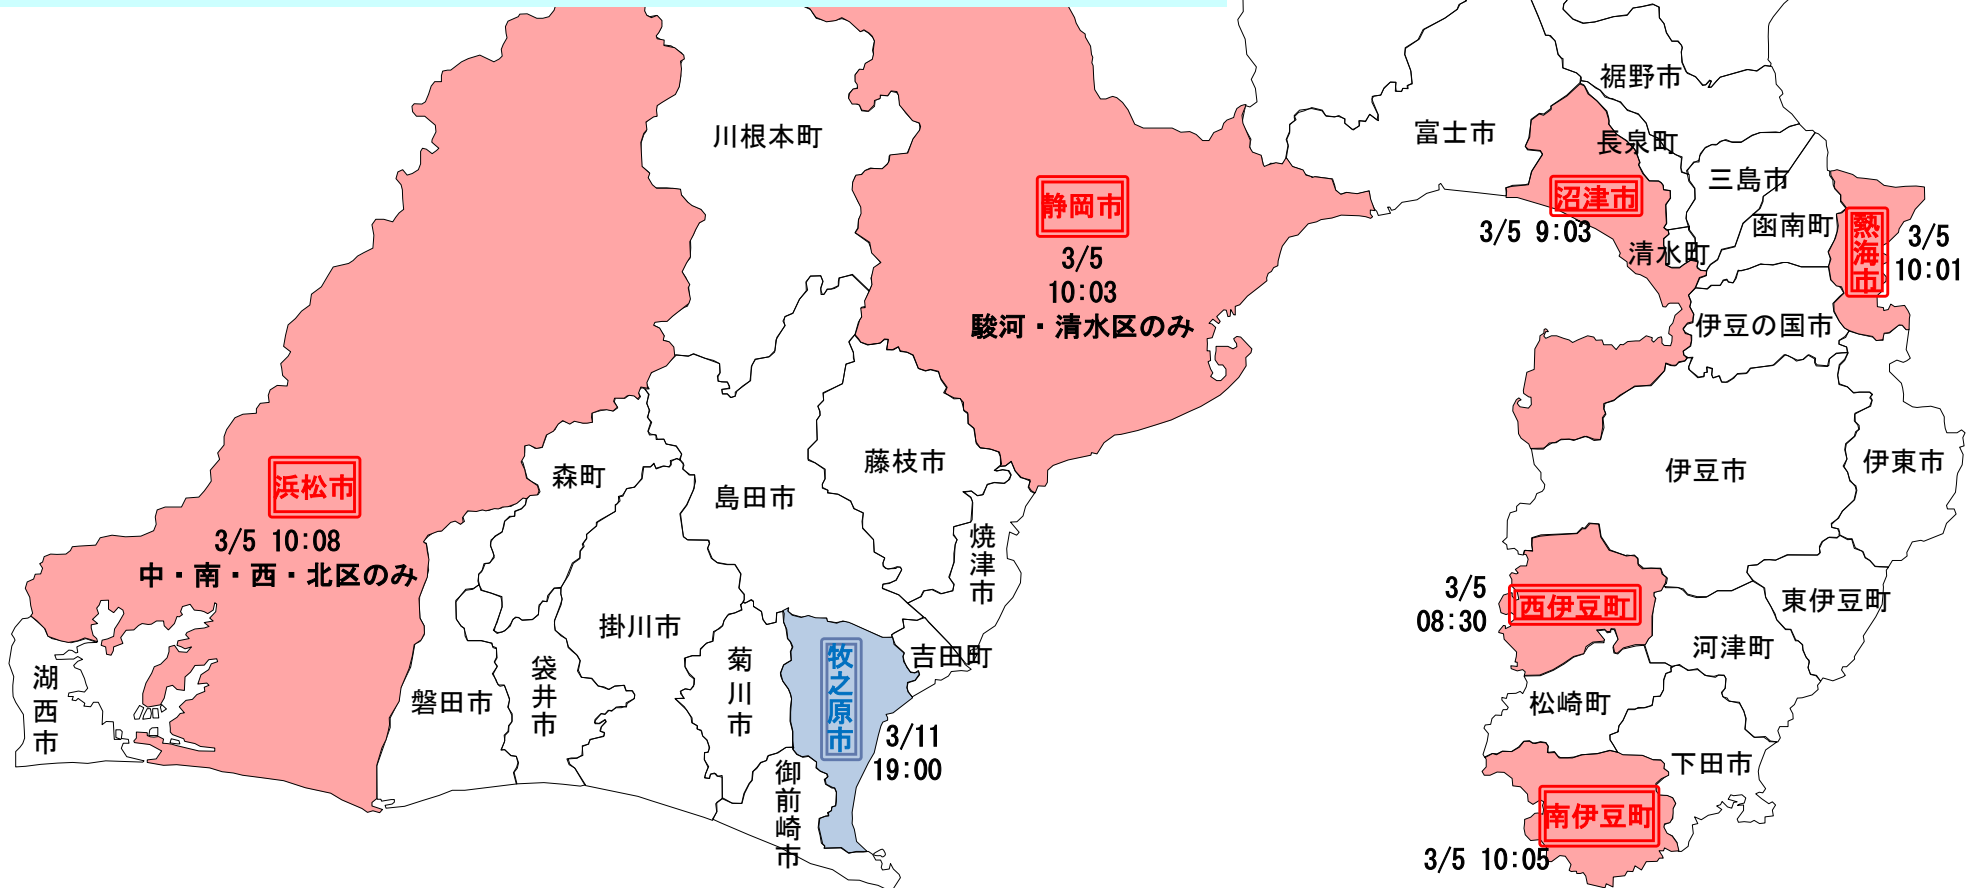 裾野市
川根本町
富士市
長泉町
三島市
静岡市
3/5
10:03
駿河・清水区のみ
沼津市
3/5 9:03
清水町
函南町
熱海市
3/5
10:01
伊豆の国市
浜松市
3/5 10:08
中・南・西・北区のみ
森町
島田市
藤枝市
焼津市
伊豆市
伊東市
3/5
08:30
西伊豆町
東伊豆町
河津町
湖西市
磐田市
袋井市
掛川市
菊川市
牧之原市
3/11
19:00
吉田町
御前崎市
松崎町
下田市
南伊豆町
3/5 10:05